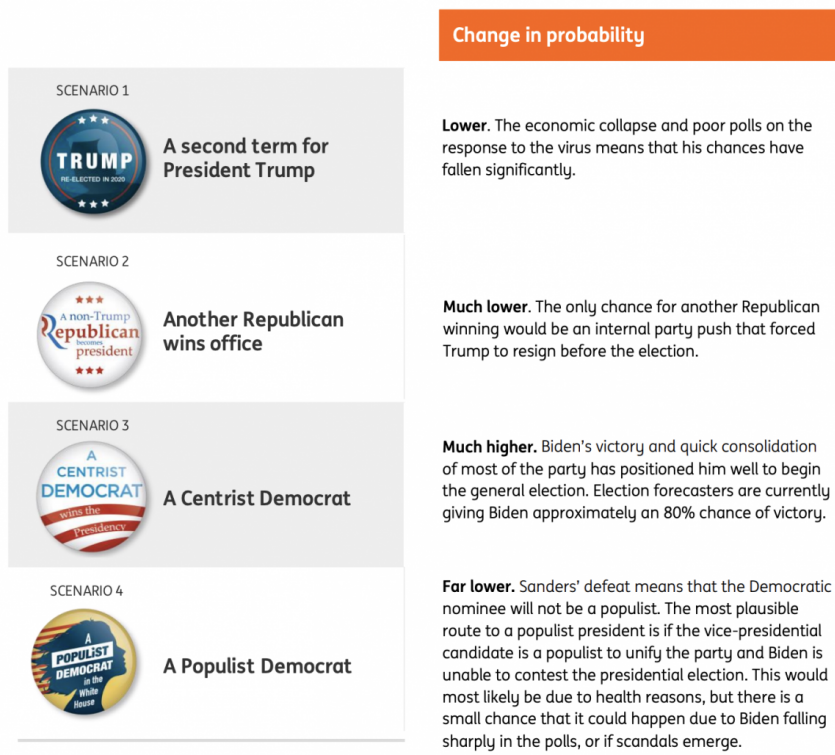 Change in probability
SCENARIO 1
TRUMP
RE-ELECTED IN 2020
A second term for
President Trump
Lower. The economic collapse and poor polls on the
response to the virus means that his chances have
fallen significantly.
SCENARIO 2
A non-Trump
Republican
becomes
president
Another Republican
wins office
Much lower. The only chance for another Republican
winning would be an internal party push that forced
Trump to resign before the election.
SCENARIO 3
A
CENTRIST
DEMOCRAT
wins the
Presidency
A Centrist Democrat
Much higher. Biden's victory and quick consolidation
of most of the party has positioned him well to begin
the general election. Election forecasters are currently
giving Biden approximately an 80% chance of victory.
SCENARIO 4
A
POPULIST
DEMOCRAT
in the
White
House
A Populist Democrat
Far lower. Sanders' defeat means that the Democratic
nominee will not be a populist. The most plausible
route to a populist president is if the vice-presidential
candidate is a populist to unify the party and Biden is
unable to contest the presidential election. This would
most likely be due to health reasons, but there is a
small chance that it could happen due to Biden falling
sharply in the polls, or if scandals emerge.